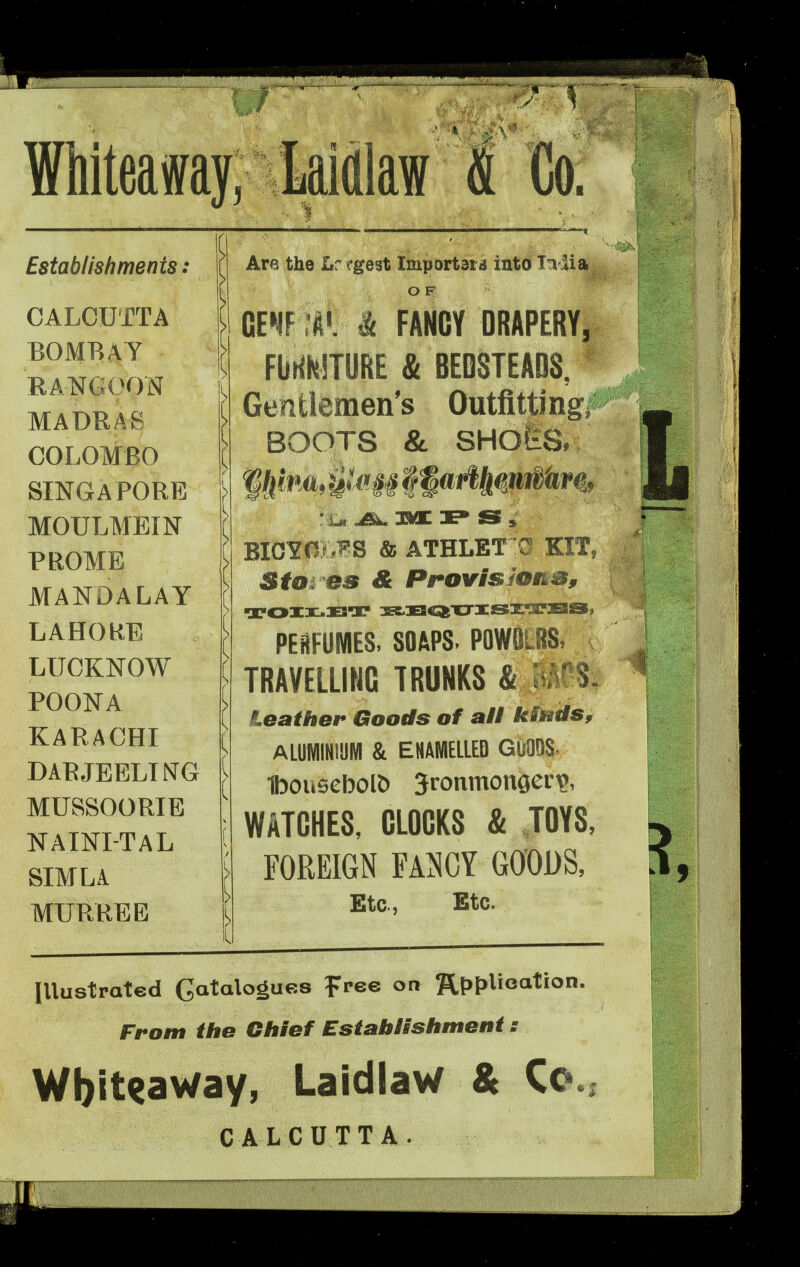 Whiteaway, Laidlaw & Co.
Establishments:
CALCUTTA
BOMBAY
RANGOON
MADRAS
COLOMBO
SINGAPORE
MOULMEIN
PROME
MANDALAY
LAHORE
LUCKNOW
POONA
KARACHI
DARJEELING
MUSSOORIE
NAINI-TAL
SIMLA
MURREE
Are the Largest Importers into India
OF
GENERAL & FANCY DRAPERY,
FURNITURE & BEDSTEADS,
Gentlemen's Outfitting,
BOOTS & SHOES,
China, Glass & Earthenware,
LAMPS,
BICYCLES & ATHLETIC KIT,
Stores & Provisions,
TOILET REQUISITES,
PERFUMES, SOAPS, POWDERS,
TRAVELLING TRUNKS & BAGS.
Leather Goods of all kinds,
ALUMINIUM & ENAMELLED GOODS.
Household Ironmongery,
WATCHES, CLOCKS & TOYS,
FOREIGN FANCY GOODS,
Etc., Etc.
Illustrated Catalogues Free on Application.
From the Chief Establishment:
Whiteaway, Laidlaw & Co.,
CALCUTTA.
L